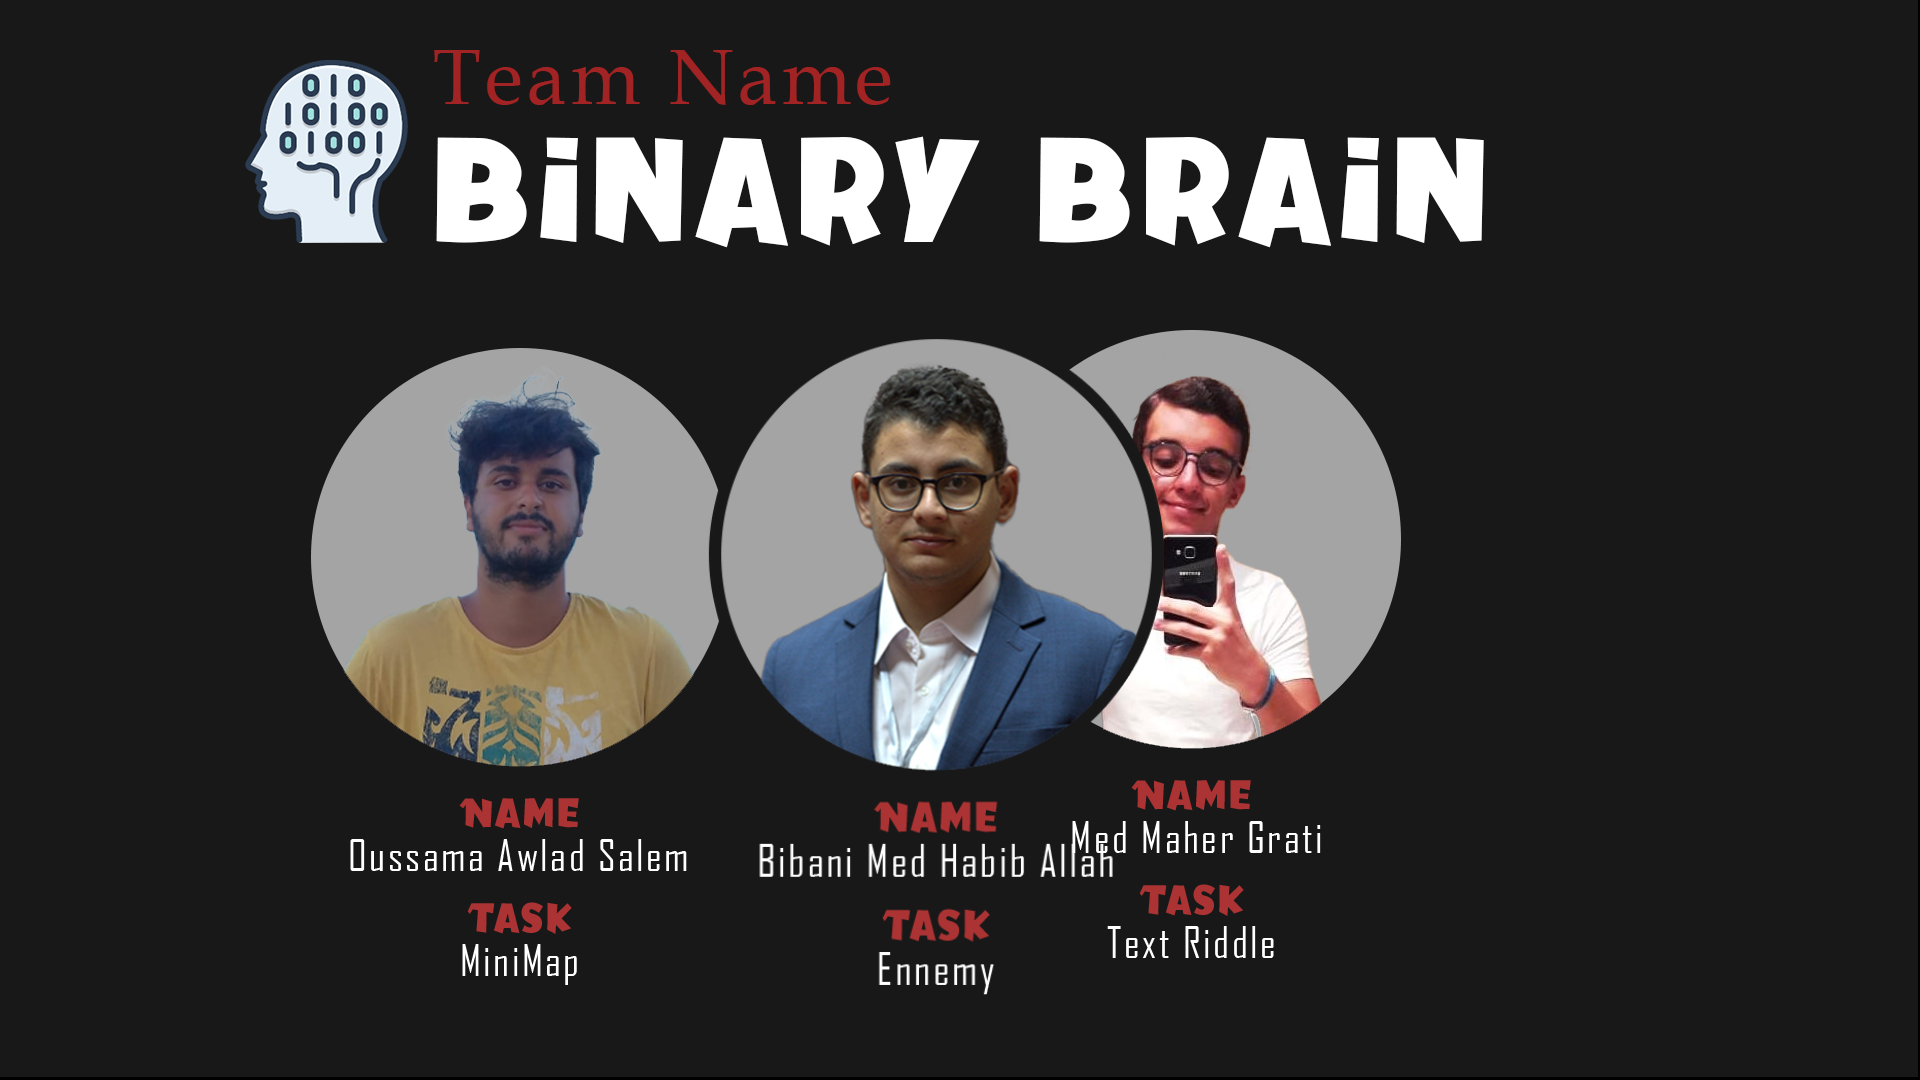 Team Name
BiNARY BRAiN
010
10100
01001
NAME
Oussama Awlad Salem
TASK
MiniMap
NAME
Bibani Med Habib Allah
TASK
Ennemy
NAME
Med Maher Grati
TASK
Text Riddle